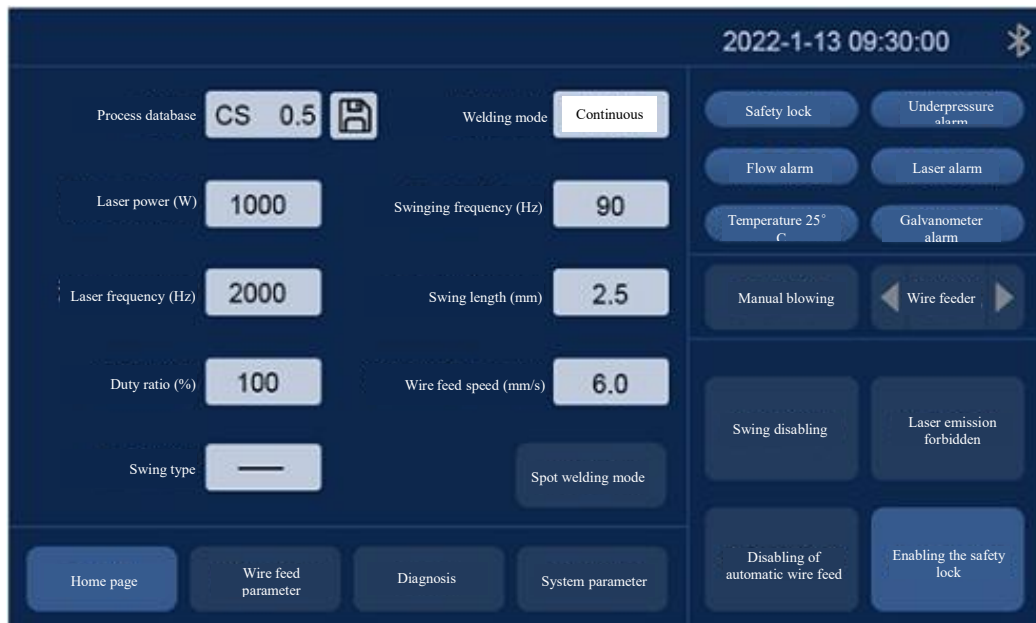 2022-1-13 09:30:00
Process database
CS 0.5
Welding mode
Continuous
Laser power (W)
1000
Swinging frequency (Hz)
90
Laser frequency (Hz)
2000
Swing length (mm)
2.5
Duty ratio (%)
100
Wire feed speed (mm/s)
6.0
Swing type
Spot welding mode
Safety lock
Underpressure
alarm
Flow alarm
Laser alarm
Temperature 25°
C
Galvanometer
alarm
Manual blowing
Wire feeder
Swing disabling
Laser emission
forbidden
Disabling of
automatic wire feed
Enabling the safety
lock
Home page
Wire feed
parameter
Diagnosis
System parameter